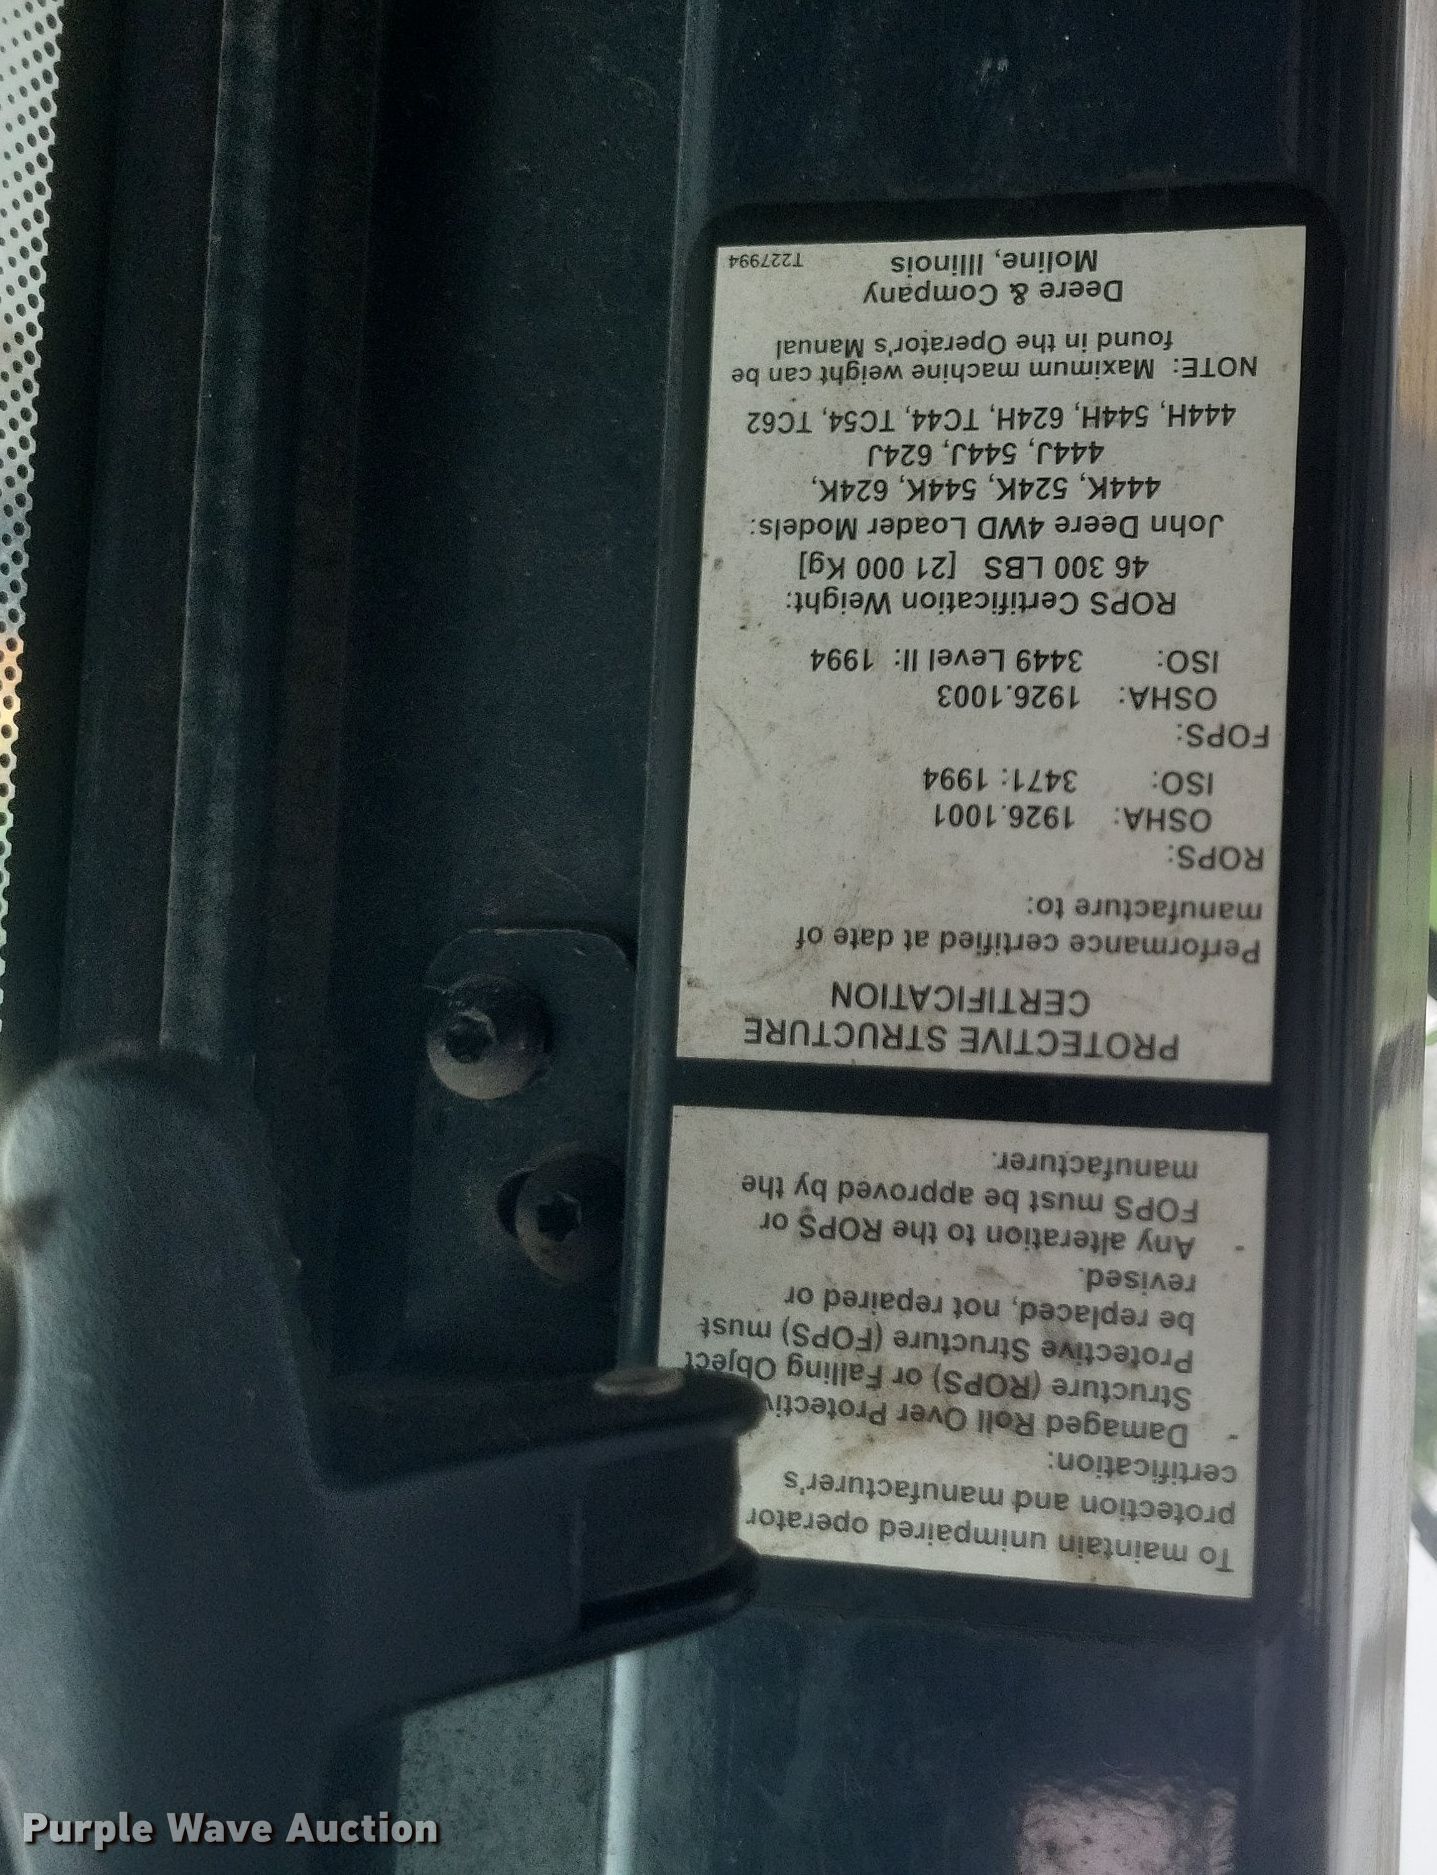 To maintain unimpaired operator
protection and manufacturer's
certification:
- Damaged Roll Over Protectiv
Structure (ROPS) or Falling Object
Protective Structure (FOPS) must
be replaced, not repaired or
revised.
- Any alteration to the ROPS or
FOPS must be approved by the
manufacturer.
PROTECTIVE STRUCTURE
CERTIFICATION
Performance certified at date of
manufacture to:
ROPS:
OSHA: 1926.1001
ISO: 3471: 1994
FOPS:
OSHA: 1926.1003
ISO: 3449 Level II: 1994
ROPS Certification Weight:
46 300 LBS [21 000 Kg]
John Deere 4WD Loader Models:
444K, 524K, 544K, 624K,
444J, 544J, 624J
444H, 544H, 624H, TC44, TC54, TC62
NOTE: Maximum machine weight can be
found in the Operator's Manual
Deere & Company
Moline, Illinois T227994
Purple Wave Auction